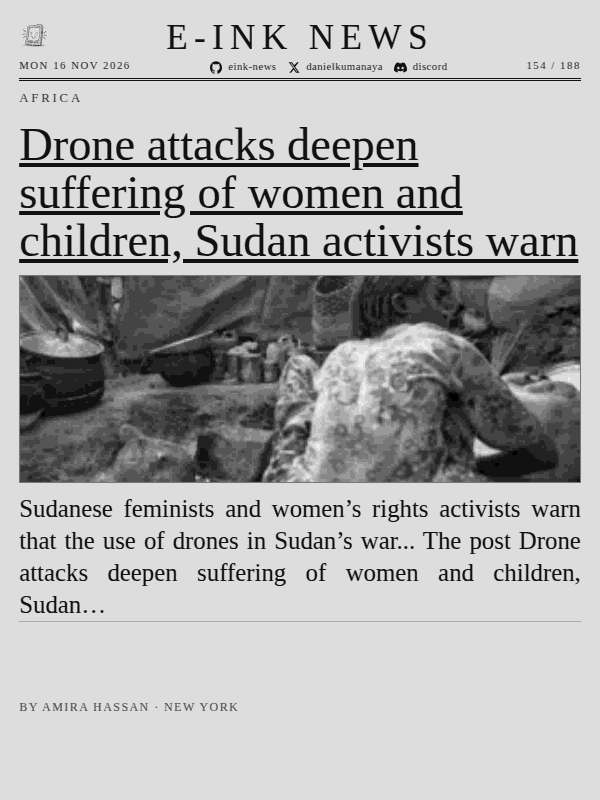 E-INK NEWS
MON 16 NOV 2026
eink-news danielkumanaya discord
154 / 188
AFRICA
Drone attacks deepen
suffering of women and
children, Sudan activists warn
Sudanese feminists and women’s rights activists warn
that the use of drones in Sudan’s war... The post Drone
attacks deepen suffering of women and children,
Sudan…
BY AMIRA HASSAN · NEW YORK